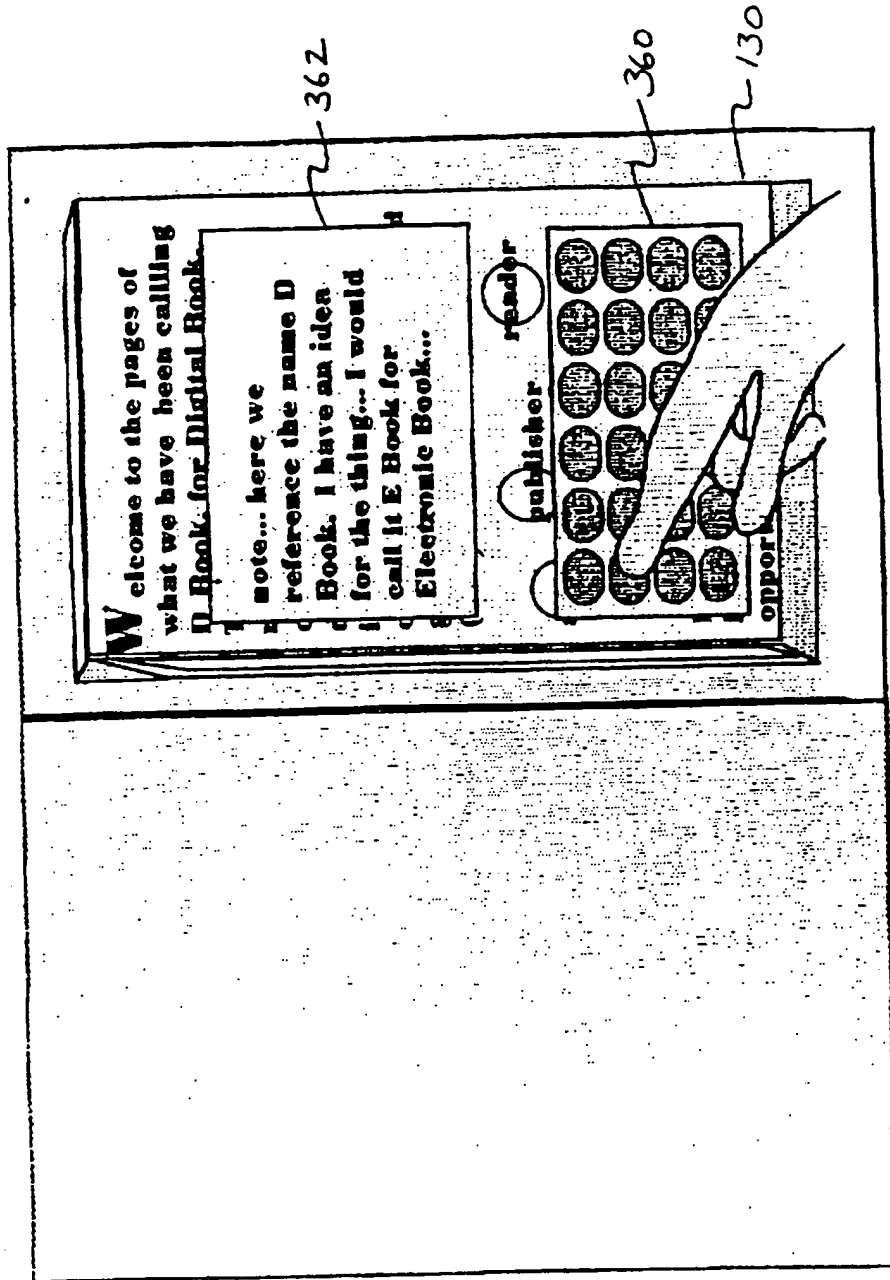 Welcome to the pages of
what we have been calling
D Book, for Digital Book.
note... here we
reference the name D
Book. I have an idea
for the thing... I would
call it E Book for
Electronic Book...
publisher reader
oppor
362
360
130